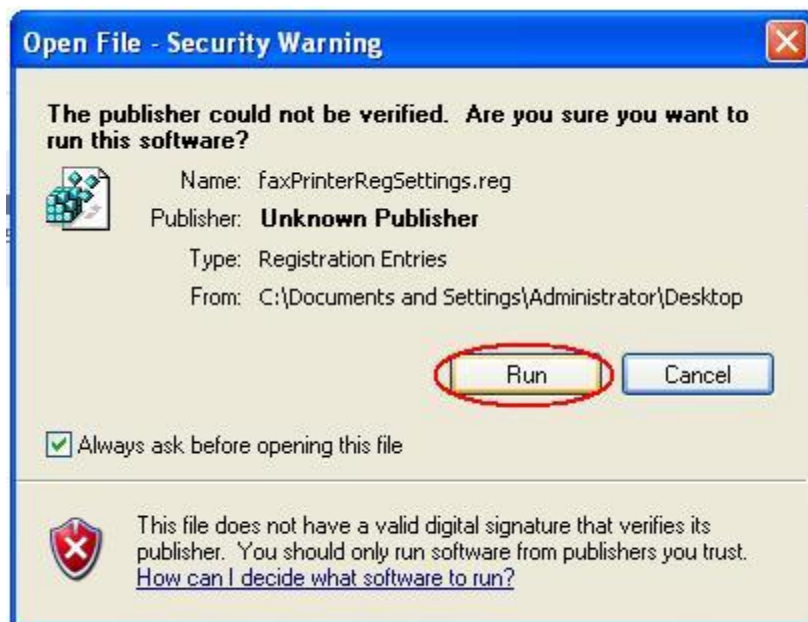 Open File - Security Warning
The publisher could not be verified. Are you sure you want to
run this software?
Name: faxPrinterRegSettings.reg
Publisher: Unknown Publisher
Type: Registration Entries
From: C:\Documents and Settings\Administrator\Desktop
Run Cancel
Always ask before opening this file
This file does not have a valid digital signature that verifies its
publisher. You should only run software from publishers you trust.
How can I decide what software to run?